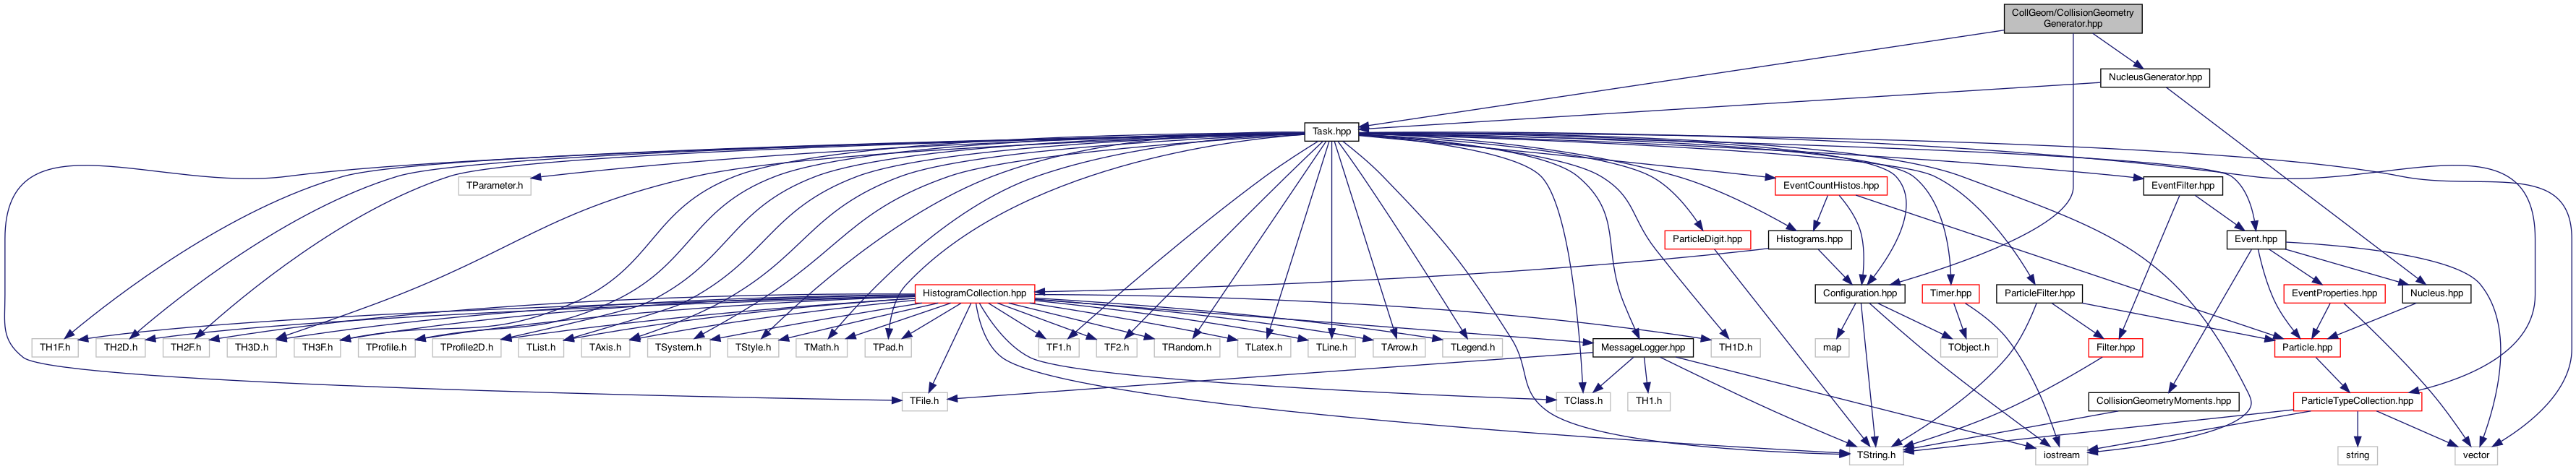 CollGeom/CollisionGeometry
Generator.hpp
NucleusGenerator.hpp
Task.hpp
TParameter.h
EventCountHistos.hpp
EventFilter.hpp
ParticleDigit.hpp
Histograms.hpp
Event.hpp
HistogramCollection.hpp
Configuration.hpp
Timer.hpp
ParticleFilter.hpp
EventProperties.hpp
Nucleus.hpp
TH1F.h
TH2D.h
TH2F.h
TH3D.h
TH3F.h
TProfile.h
TProfile2D.h
TList.h
TAxis.h
TSystem.h
TStyle.h
TMath.h
TPad.h
TF1.h
TF2.h
TRandom.h
TLatex.h
TLine.h
TArrow.h
TLegend.h
MessageLogger.hpp
TH1D.h
map
TObject.h
Filter.hpp
Particle.hpp
TFile.h
TClass.h
TH1.h
CollisionGeometryMoments.hpp
ParticleTypeCollection.hpp
TString.h
iostream
string
vector